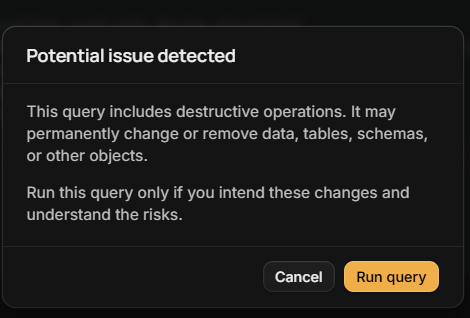 Potential issue detected
This query includes destructive operations. It may
permanently change or remove data, tables, schemas,
or other objects.
Run this query only if you intend these changes and
understand the risks.
Cancel
Run query